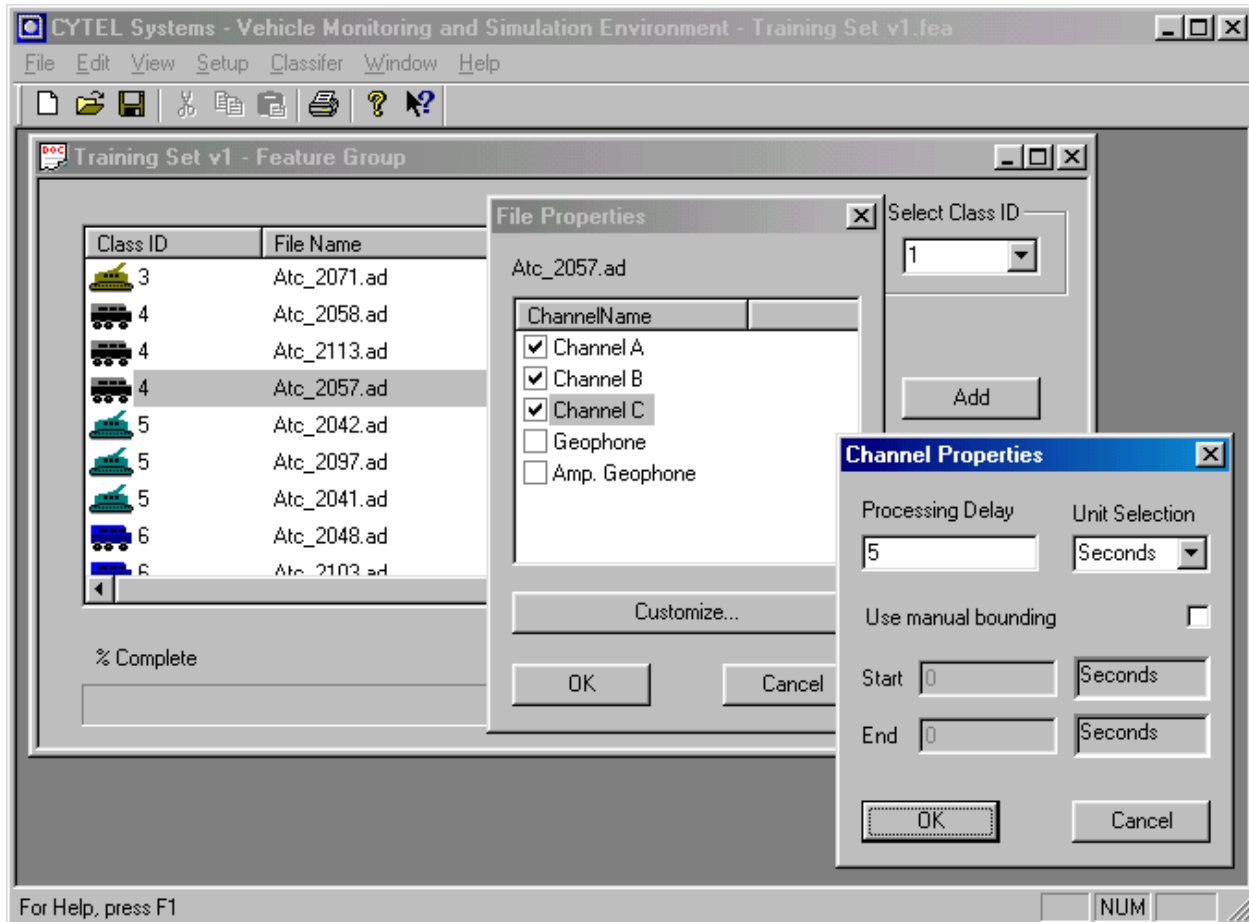 CYTEL Systems - Vehicle Monitoring and Simulation Environment - Training Set v1.fea
File Edit View Setup Classifer Window Help
Training Set v1 - Feature Group
Class ID File Name
3 Atc_2071.ad
4 Atc_2058.ad
4 Atc_2113.ad
4 Atc_2057.ad
5 Atc_2042.ad
5 Atc_2097.ad
5 Atc_2041.ad
6 Atc_2048.ad
6 Atc_2103.ad
% Complete
Select Class ID
1
Add
File Properties
Atc_2057.ad
ChannelName
Channel A
Channel B
Channel C
Geophone
Amp. Geophone
Customize...
OK Cancel
Channel Properties
Processing Delay Unit Selection
5 Seconds
Use manual bounding
Start 0 Seconds
End 0 Seconds
OK Cancel
For Help, press F1 NUM